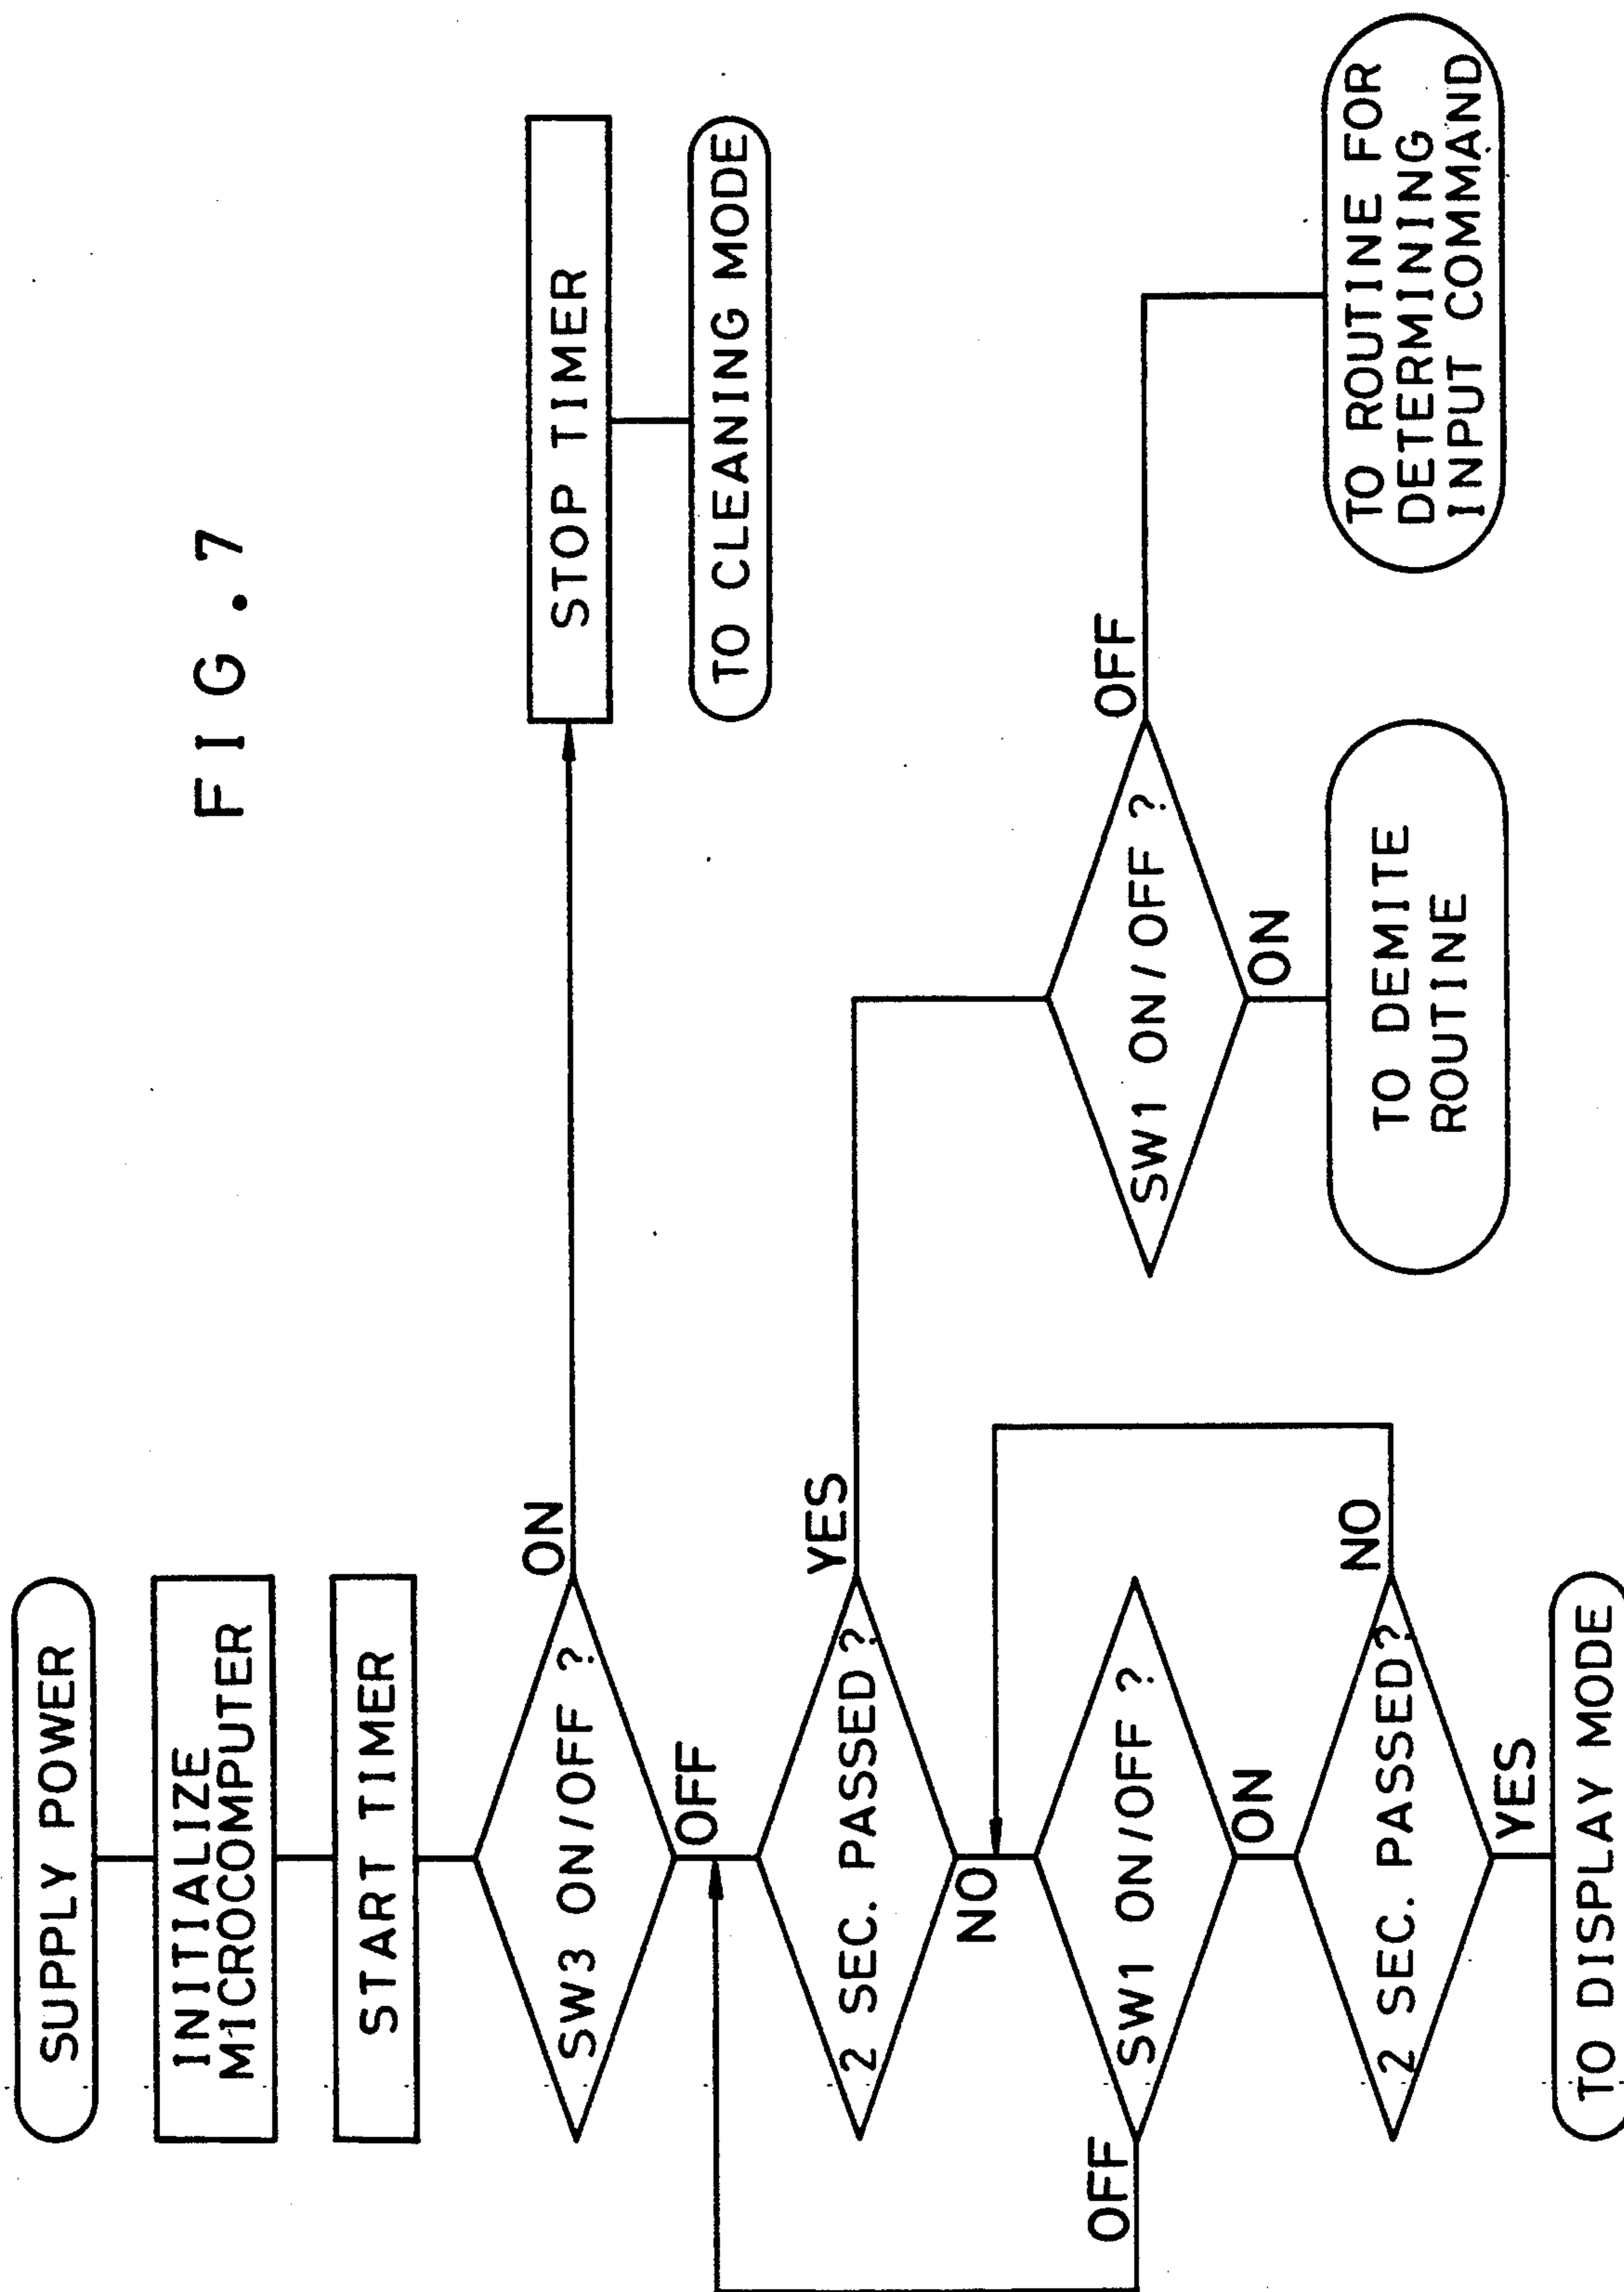 FIG.7
SUPPLY POWER
INITIALIZE
MICROCOMPUTER
START TIMER
SW3 ON/OFF ?
ON
STOP TIMER
TO CLEANING MODE
OFF
2 SEC. PASSED?
YES
NO
SW1 ON/OFF ?
OFF
ON
2 SEC. PASSED?
NO
YES
TO DISPLAY MODE
SW1 ON/OFF ?
OFF
ON
TO DEMITE
ROUTINE
TO ROUTINE FOR
DETERMINING
INPUT COMMAND